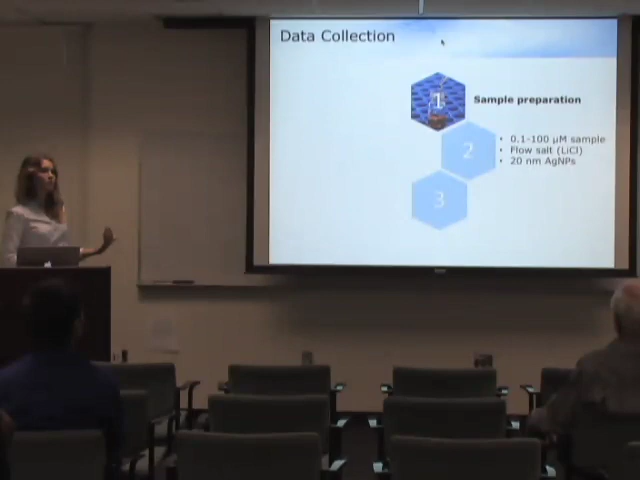 Data Collection
1
Sample preparation
2
• 0.1-100 µM sample
• Flow salt (LiCl)
• 20 nm AgNPs
3